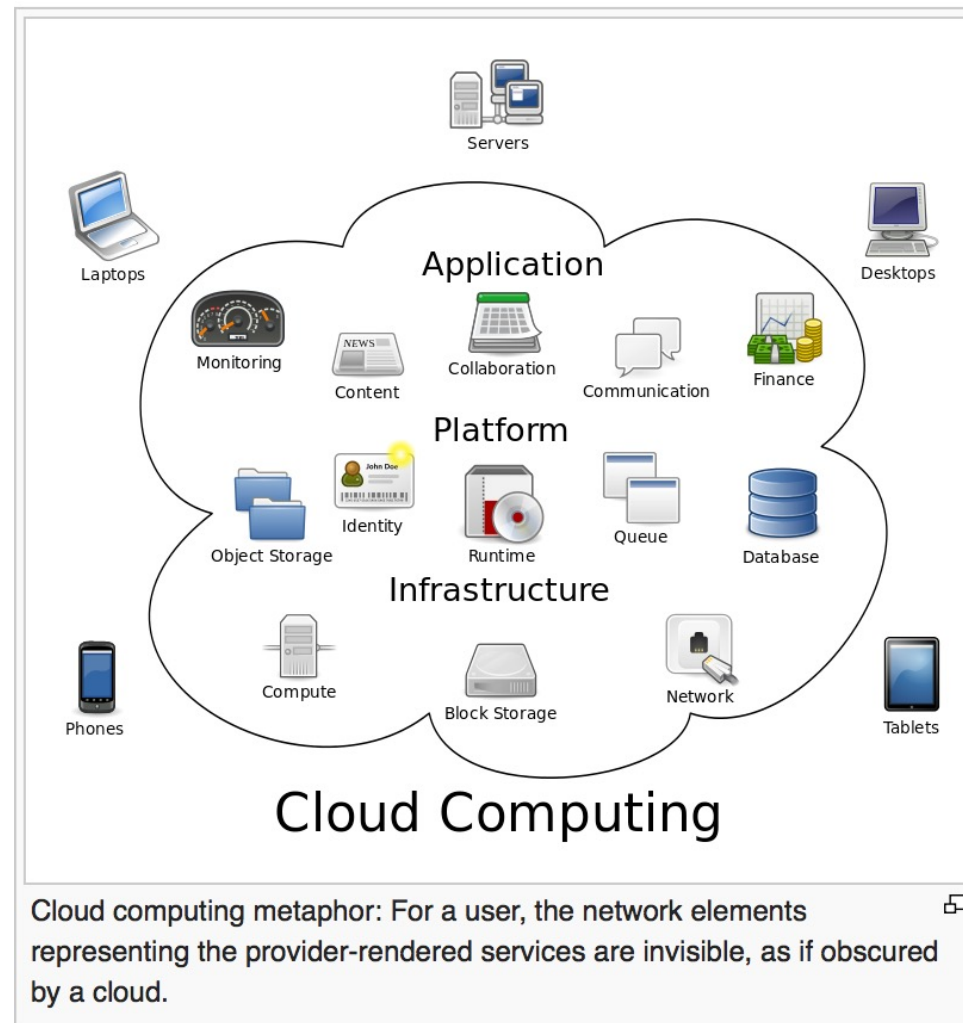 Servers
Laptops
Desktops
Application
Monitoring
NEWS
Content
Collaboration
Communication
Finance
Platform
John Doe
Identity
Object Storage
Runtime
Queue
Database
Infrastructure
Compute
Block Storage
Network
Phones
Tablets
Cloud Computing
Cloud computing metaphor: For a user, the network elements
representing the provider-rendered services are invisible, as if obscured
by a cloud.